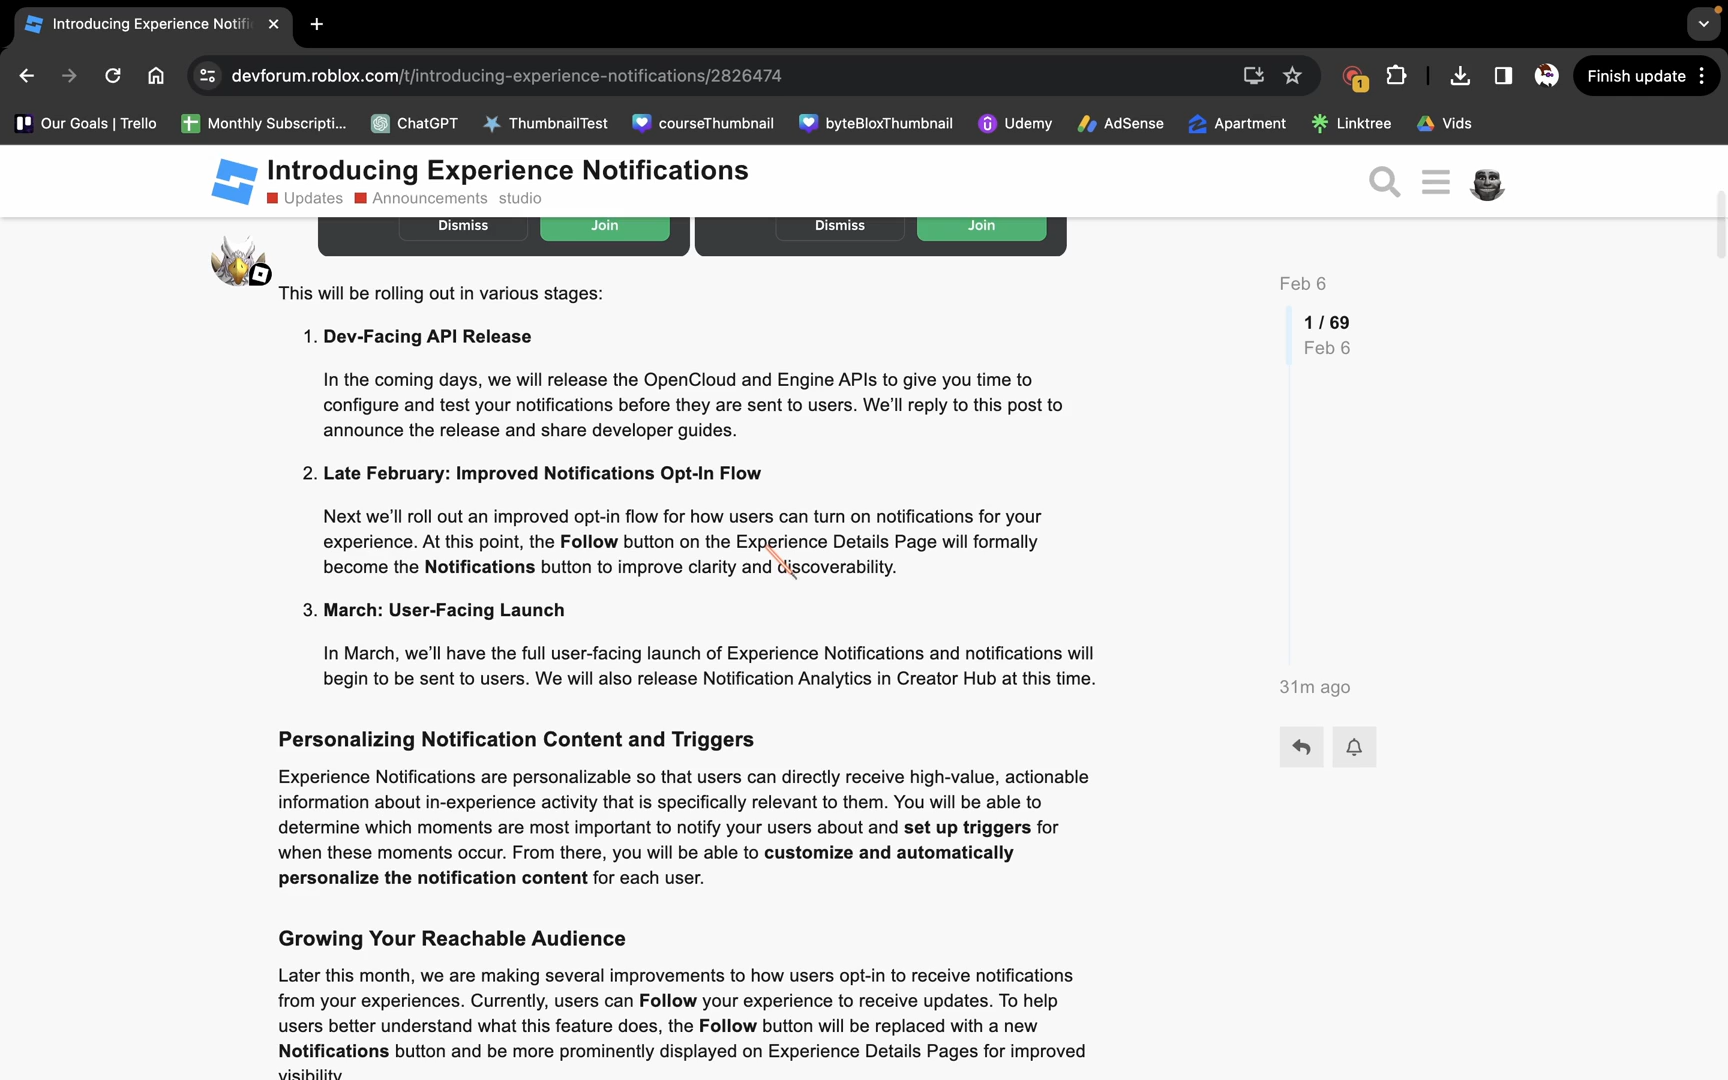 Introducing Experience Notifi
devforum.roblox.com/t/introducing-experience-notifications/2826474
1
Finish update
Our Goals | Trello
Monthly Subscripti...
ChatGPT
ThumbnailTest
courseThumbnail
byteBloxThumbnail
Udemy
AdSense
Apartment
Linktree
Vids
Introducing Experience Notifications
Updates Announcements studio
Dismiss Join Dismiss Join
This will be rolling out in various stages:
1. Dev-Facing API Release
In the coming days, we will release the OpenCloud and Engine APIs to give you time to
configure and test your notifications before they are sent to users. We’ll reply to this post to
announce the release and share developer guides.
2. Late February: Improved Notifications Opt-In Flow
Next we’ll roll out an improved opt-in flow for how users can turn on notifications for your
experience. At this point, the Follow button on the Experience Details Page will formally
become the Notifications button to improve clarity and discoverability.
3. March: User-Facing Launch
In March, we’ll have the full user-facing launch of Experience Notifications and notifications will
begin to be sent to users. We will also release Notification Analytics in Creator Hub at this time.
Personalizing Notification Content and Triggers
Experience Notifications are personalizable so that users can directly receive high-value, actionable
information about in-experience activity that is specifically relevant to them. You will be able to
determine which moments are most important to notify your users about and set up triggers for
when these moments occur. From there, you will be able to customize and automatically
personalize the notification content for each user.
Growing Your Reachable Audience
Later this month, we are making several improvements to how users opt-in to receive notifications
from your experiences. Currently, users can Follow your experience to receive updates. To help
users better understand what this feature does, the Follow button will be replaced with a new
Notifications button and be more prominently displayed on Experience Details Pages for improved
visibility
Feb 6
1 / 69
Feb 6
31m ago